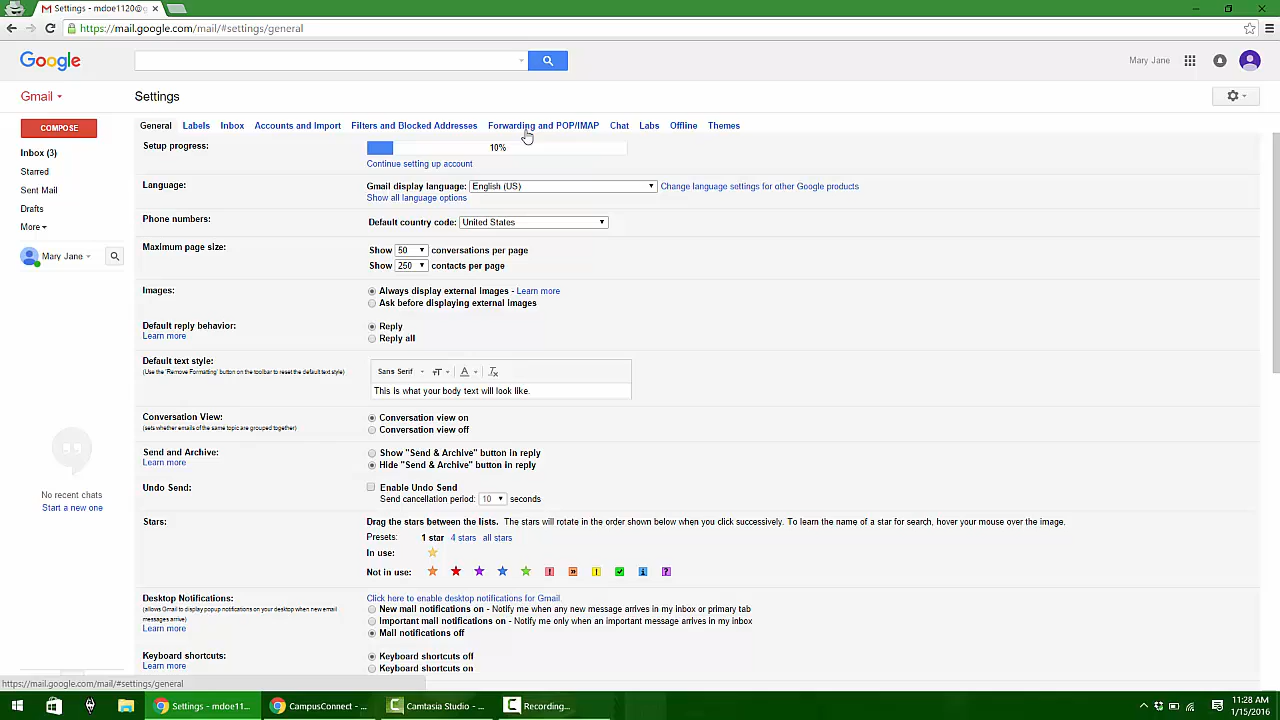 Settings - mdoe1120@g
https://mail.google.com/mail/#settings/general
Google
Mary Jane
Gmail
Settings
COMPOSE
Inbox (3)
Starred
Sent Mail
Drafts
More
Mary Jane
No recent chats
Start a new one
General Labels Inbox Accounts and Import Filters and Blocked Addresses Forwarding and POP/IMAP Chat Labs Offline Themes
Setup progress:
10%
Continue setting up account
Language:
Gmail display language: English (US) Change language settings for other Google products
Show all language options
Phone numbers:
Default country code: United States
Maximum page size:
Show 50 conversations per page
Show 250 contacts per page
Images:
Always display external images - Learn more
Ask before displaying external images
Default reply behavior:
Learn more
Reply
Reply all
Default text style:
(Use the 'Remove Formatting' button on the toolbar to reset the default text style)
Sans Serif
This is what your body text will look like.
Conversation View:
(sets whether emails of the same topic are grouped together)
Conversation view on
Conversation view off
Send and Archive:
Learn more
Show "Send & Archive" button in reply
Hide "Send & Archive" button in reply
Undo Send:
Enable Undo Send
Send cancellation period: 10 seconds
Stars:
Drag the stars between the lists. The stars will rotate in the order shown below when you click successively. To learn the name of a star for search, hover your mouse over the image.
Presets: 1 star 4 stars all stars
In use:
Not in use:
Desktop Notifications:
(allows Gmail to display popup notifications on your desktop when new email messages arrive)
Learn more
Click here to enable desktop notifications for Gmail.
New mail notifications on - Notify me when any new message arrives in my inbox or primary tab
Important mail notifications on - Notify me only when an important message arrives in my inbox
Mail notifications off
Keyboard shortcuts:
Learn more
Keyboard shortcuts off
Keyboard shortcuts on
https://mail.google.com/mail/#settings/general
Settings - mdoe11...
CampusConnect - ...
Camtasia Studio - ...
Recording...
11:28 AM
1/15/2016